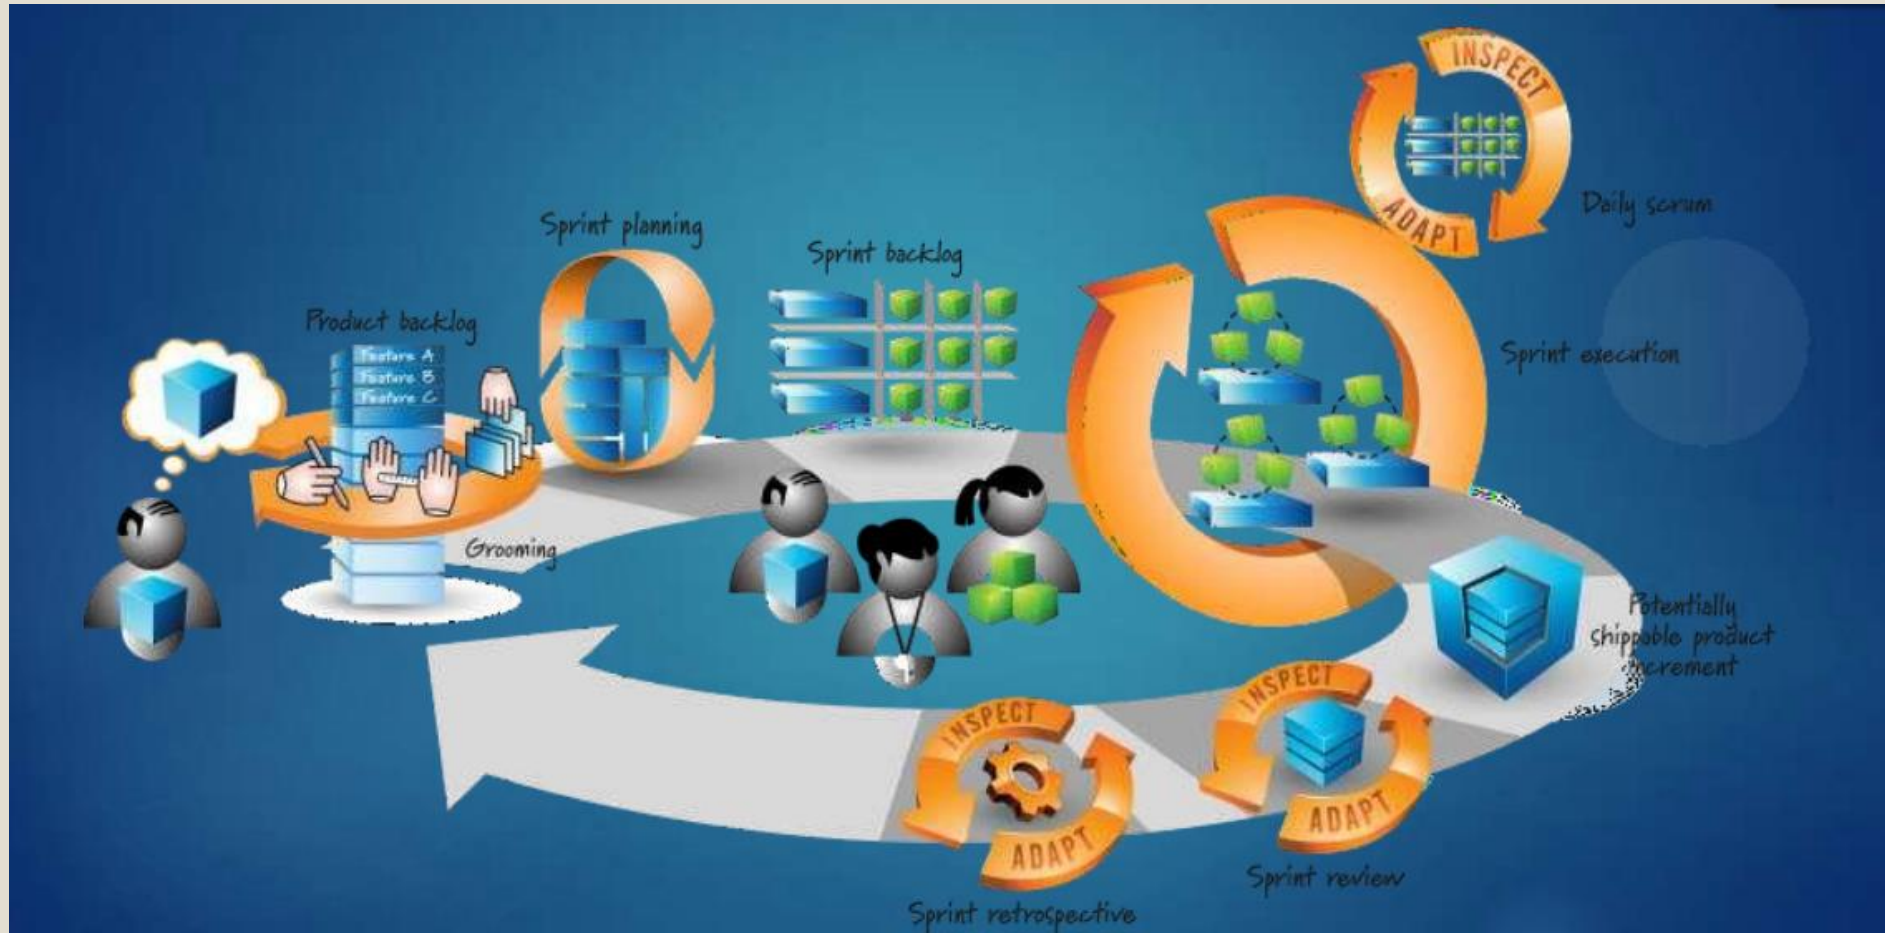 INSPECT
ADAPT
Daily scrum
Sprint planning
Sprint backlog
Product backlog
Feature A
Feature B
Feature C
Sprint execution
Grooming
Potentially
shippable product
increment
INSPECT
ADAPT
Sprint review
INSPECT
ADAPT
Sprint retrospective